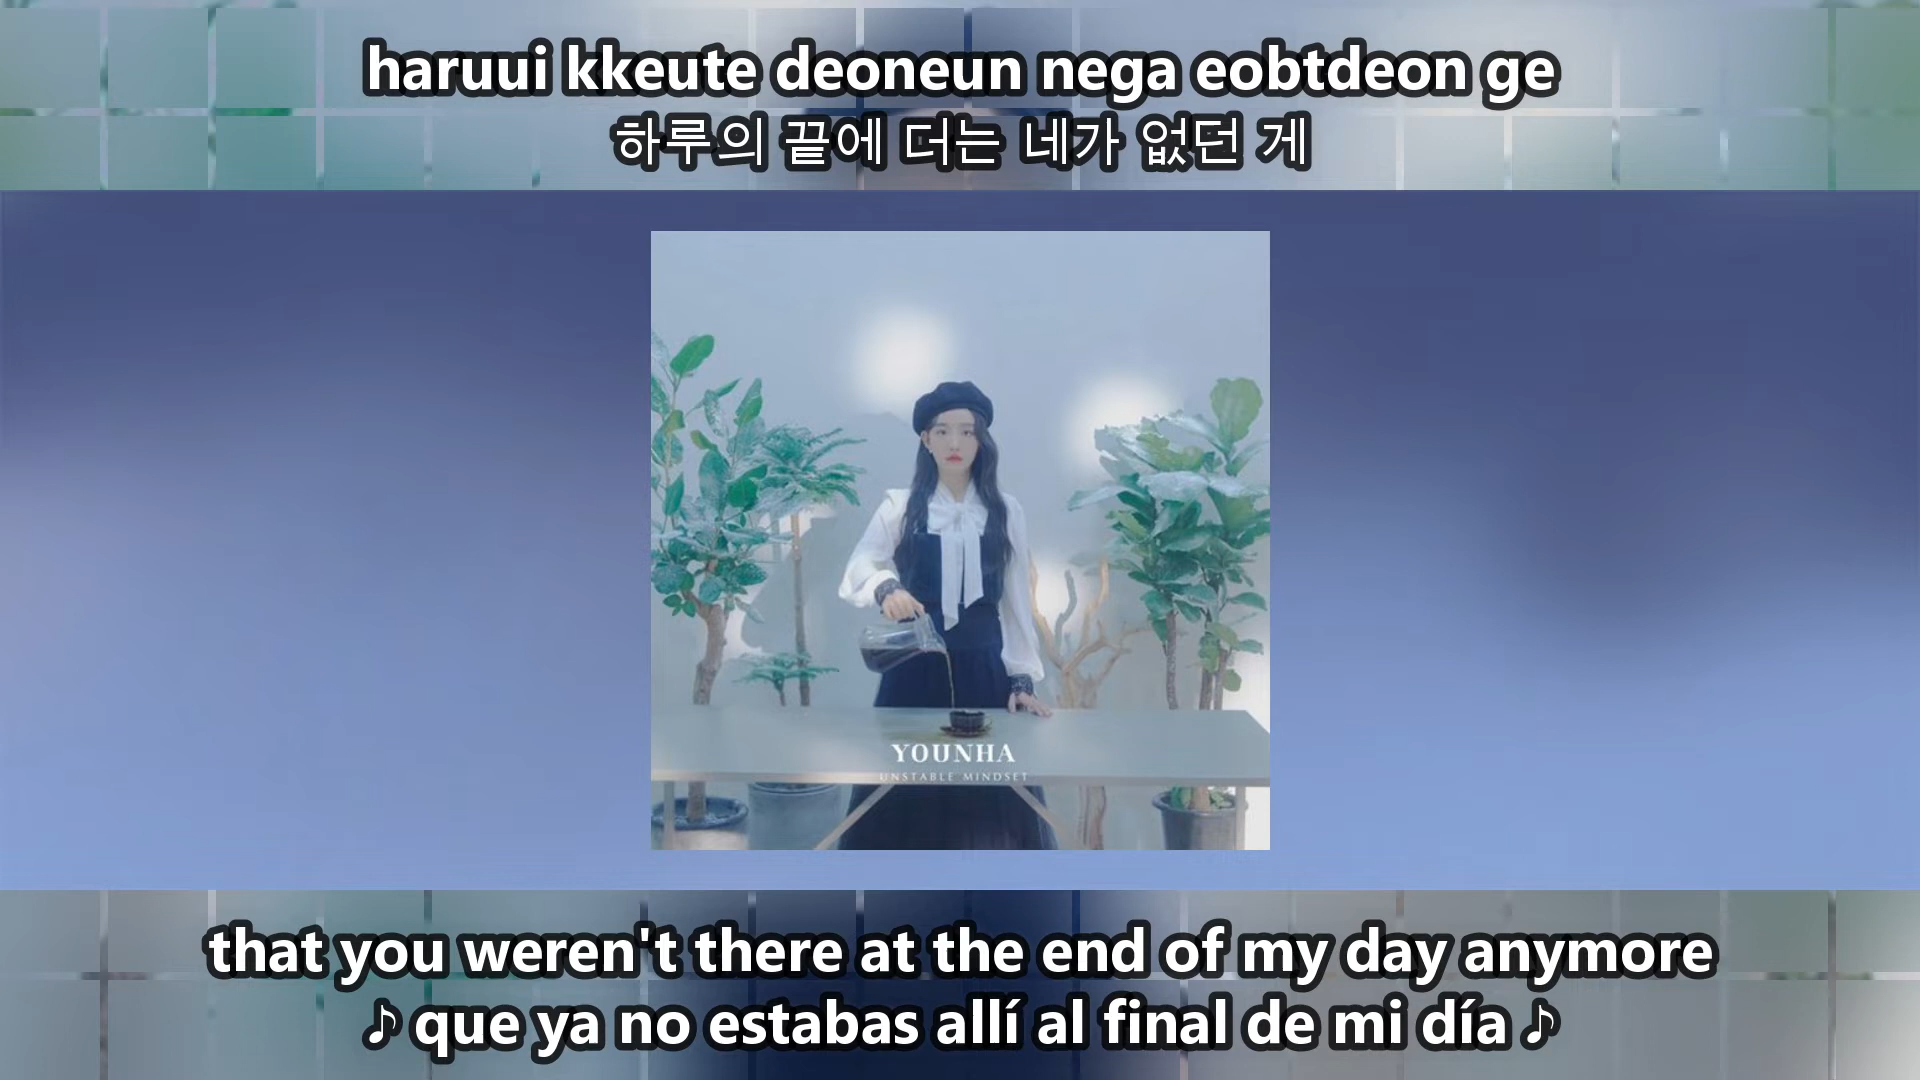 haruui kkeute deoneun nega eobtdeon ge
하루의 끝에 더는 네가 없던 게
YOUNHA
UNSTABLE MINDSET
that you weren't there at the end of my day anymore
♪ que ya no estabas allí al final de mi día ♪